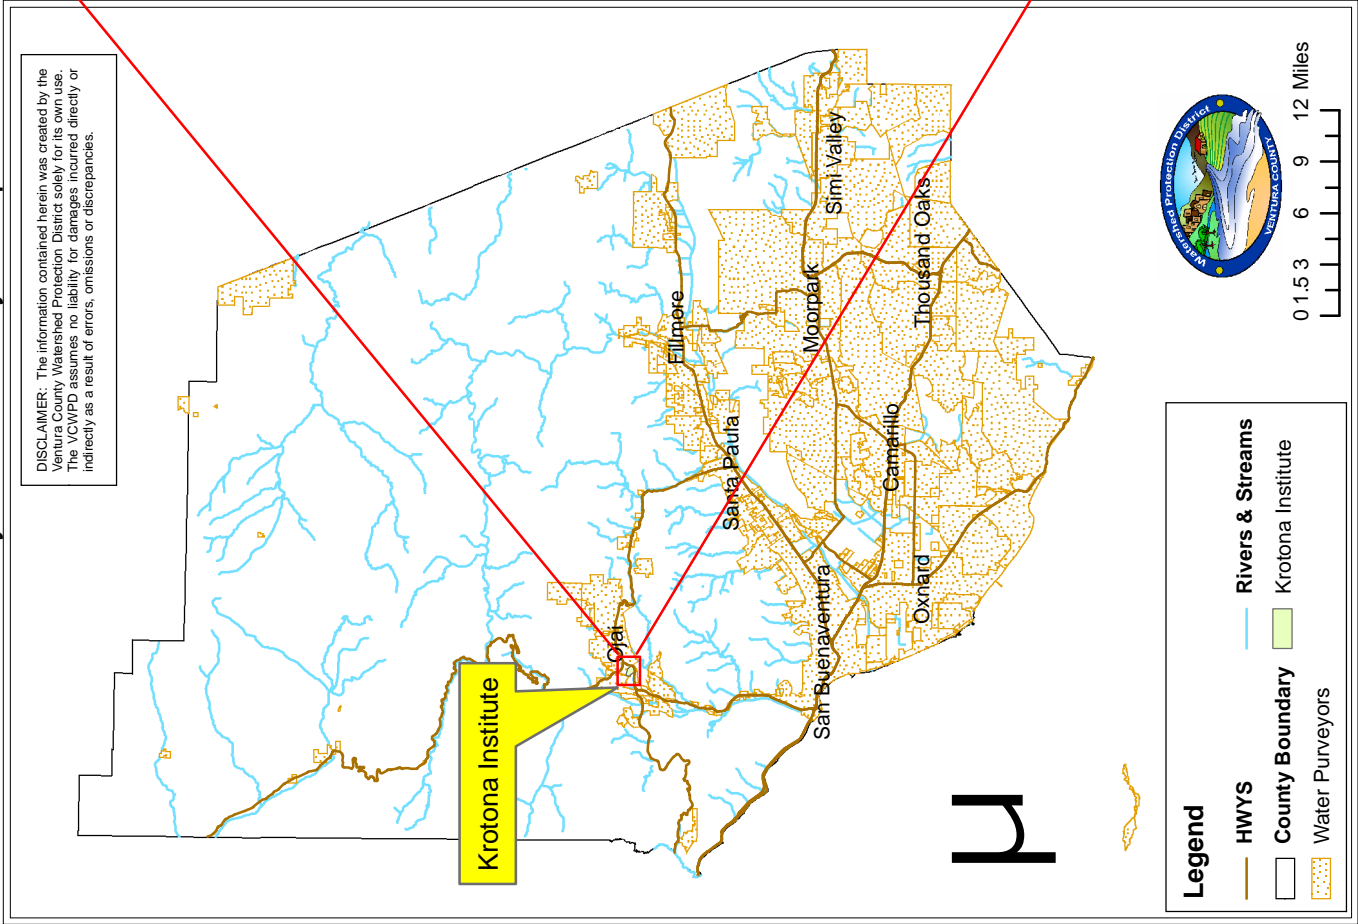 DISCLAIMER: The information contained herein was created by the
Ventura County Watershed Protection District solely for its own use.
The VCWPD assumes no liability for damages incurred directly or
indirectly as a result of errors, omissions or discrepancies.
Krotona Institute
Ojai
Santa Paula
Fillmore
San Buenaventura
Oxnard
Camarillo
Moorpark
Thousand Oaks
Simi Valley
µ
Watershed Protection District
VENTURA COUNTY
0 1.5 3 6 9 12 Miles
Legend
HWYS
Rivers & Streams
County Boundary
Krotona Institute
Water Purveyors